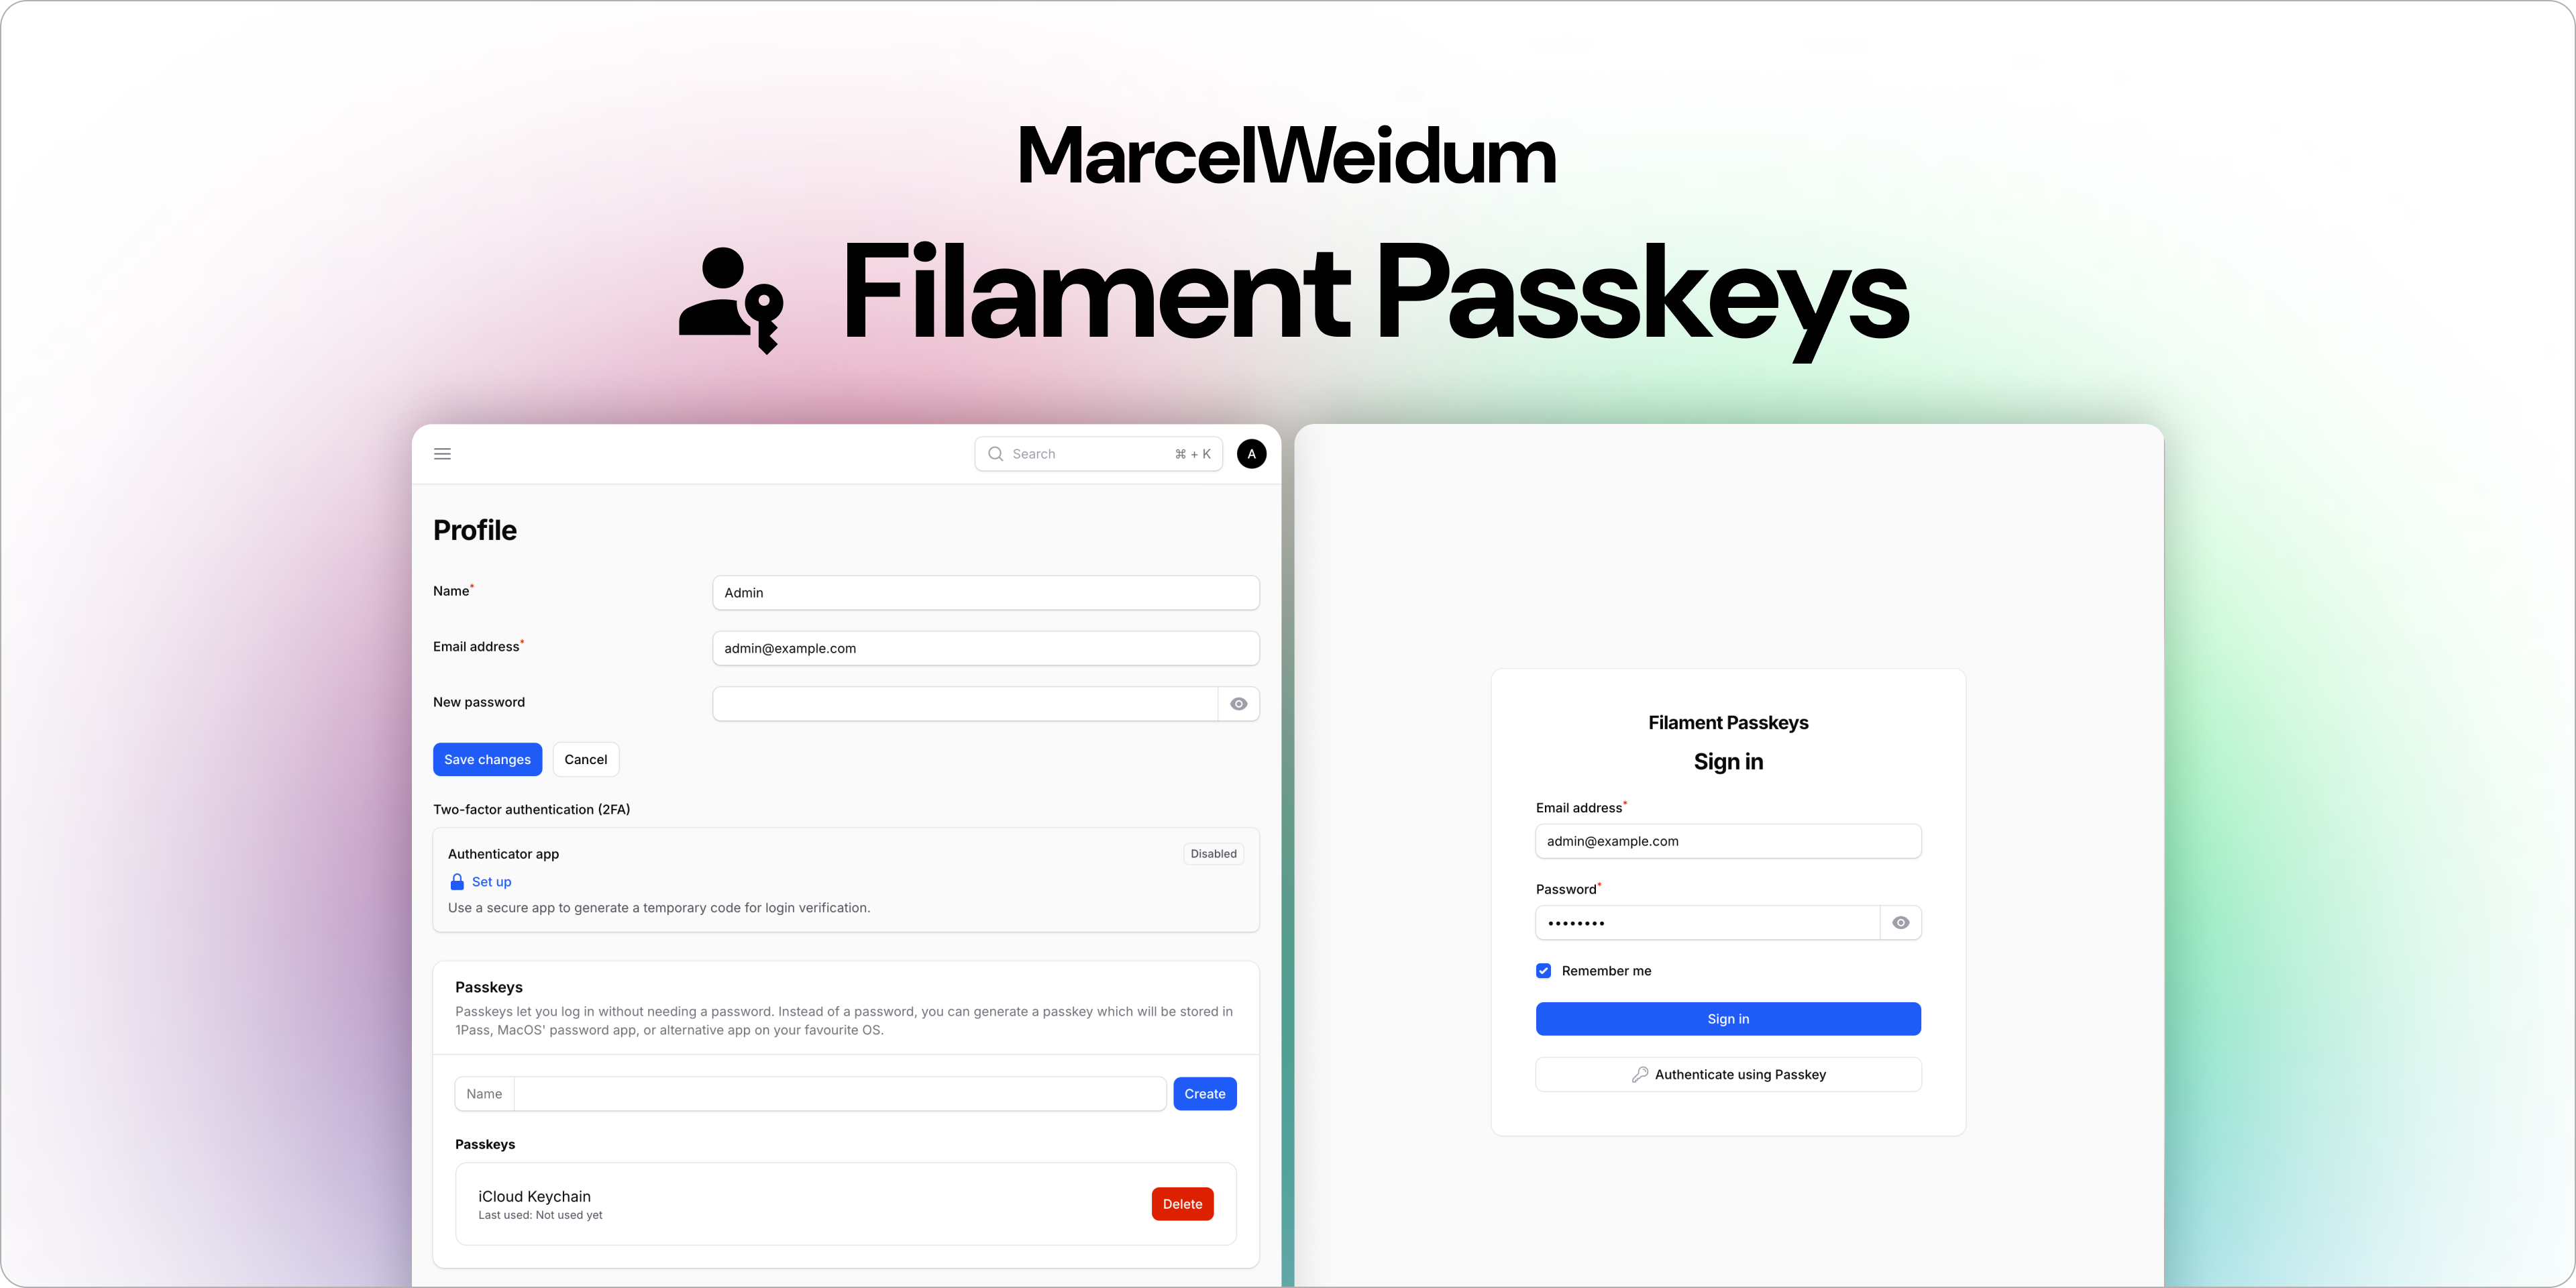 MarcelWeidum
Filament Passkeys
Search ⌘ + K A
Profile
Name* Admin
Email address* admin@example.com
New password
Save changes Cancel
Two-factor authentication (2FA)
Authenticator app Disabled
Set up
Use a secure app to generate a temporary code for login verification.
Passkeys
Passkeys let you log in without needing a password. Instead of a password, you can generate a passkey which will be stored in
1Pass, MacOS' password app, or alternative app on your favourite OS.
Name Create
Passkeys
iCloud Keychain
Last used: Not used yet
Delete
Filament Passkeys
Sign in
Email address*
admin@example.com
Password*
••••••••
Remember me
Sign in
Authenticate using Passkey